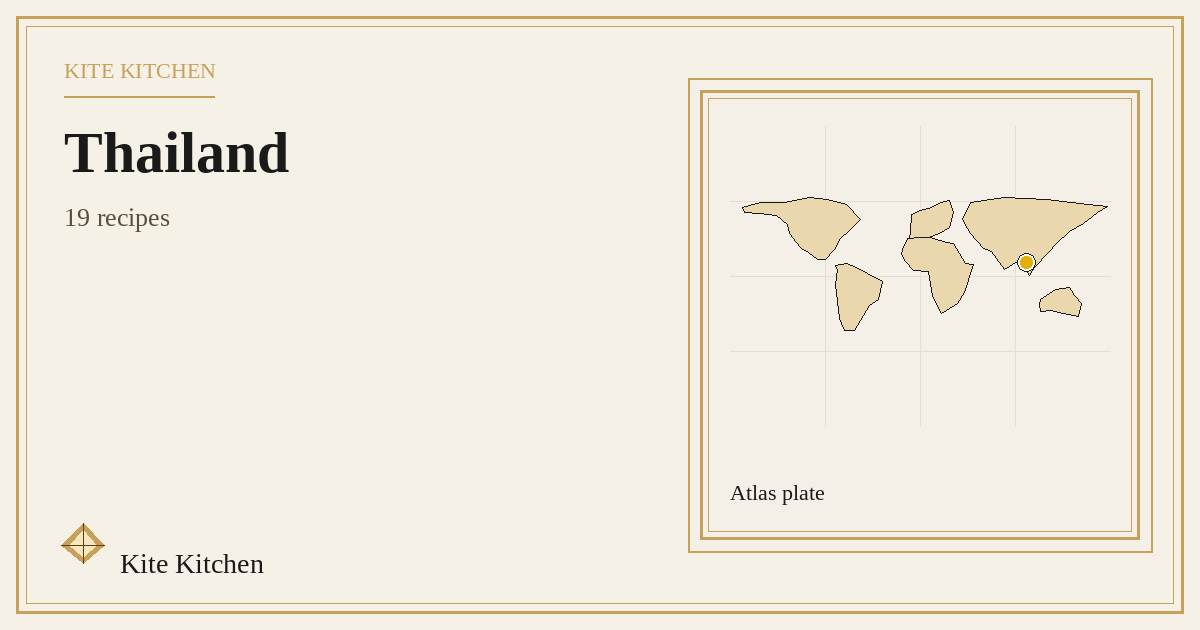 KITE KITCHEN
Thailand
19 recipes
Atlas plate
Kite Kitchen